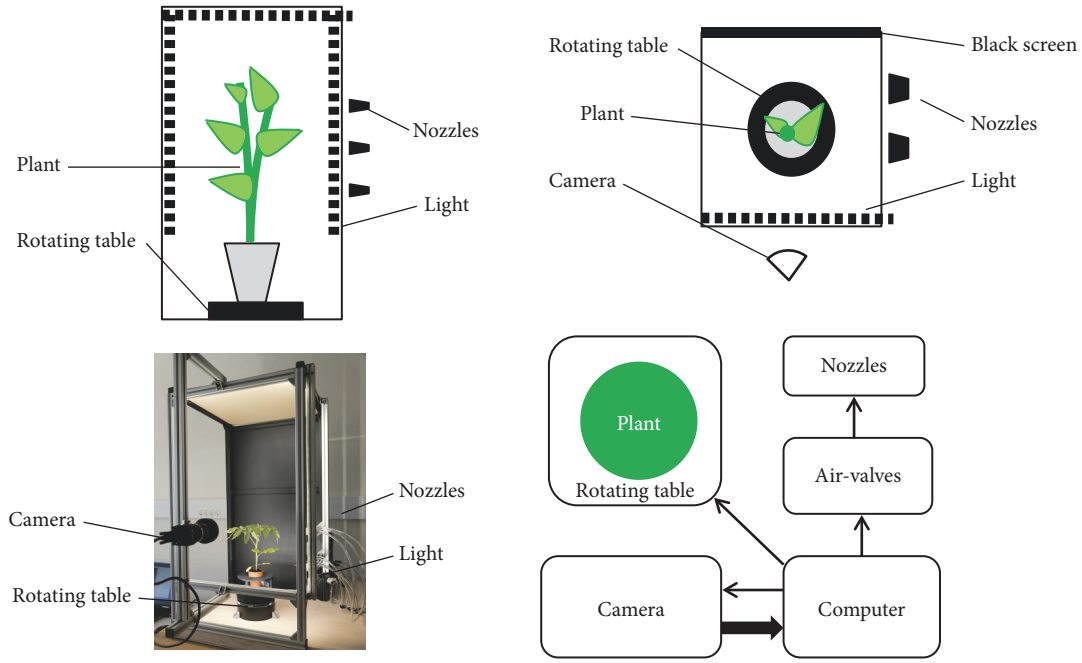 Nozzles
Plant
Light
Rotating table
Rotating table
Black screen
Plant
Nozzles
Camera
Light
Nozzles
Camera
Light
Rotating table
Nozzles
Plant
Air-valves
Rotating table
Camera
Computer